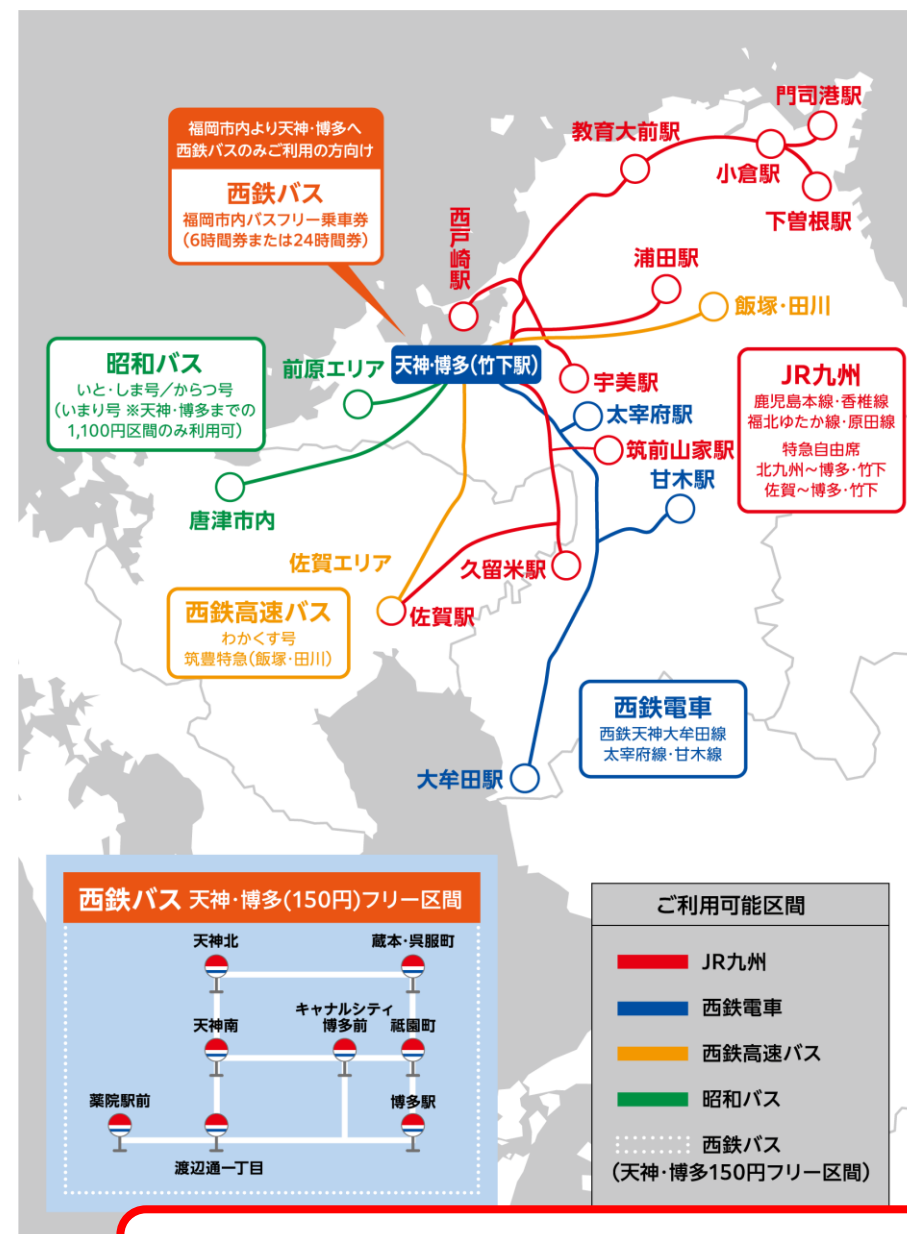 福岡市内より天神・博多へ
西鉄バスのみご利用の方向け
西鉄バス
福岡市内バスフリー乗車券
(6時間券または24時間券)
門司港駅
教育大前駅
小倉駅
下曽根駅
西戸崎駅
浦田駅
飯塚・田川
昭和バス
いと・しま号/からつ号
(いまり号 ※天神・博多までの
1,100円区間のみ利用可)
前原エリア
天神・博多(竹下駅)
宇美駅
太宰府駅
筑前山家駅
甘木駅
JR九州
鹿児島本線・香椎線
福北ゆたか線・原田線
特急自由席
北九州~博多・竹下
佐賀~博多・竹下
唐津市内
佐賀エリア
久留米駅
佐賀駅
西鉄高速バス
わかくす号
筑豊特急(飯塚・田川)
西鉄電車
西鉄天神大牟田線
太宰府線・甘木線
大牟田駅
西鉄バス 天神・博多(150円)フリー区間
天神北
蔵本・呉服町
天神南
キャナルシティ
博多前
祇園町
薬院駅前
博多駅
渡辺通一丁目
ご利用可能区間
JR九州
西鉄電車
西鉄高速バス
昭和バス
西鉄バス
(天神・博多150円フリー区間)